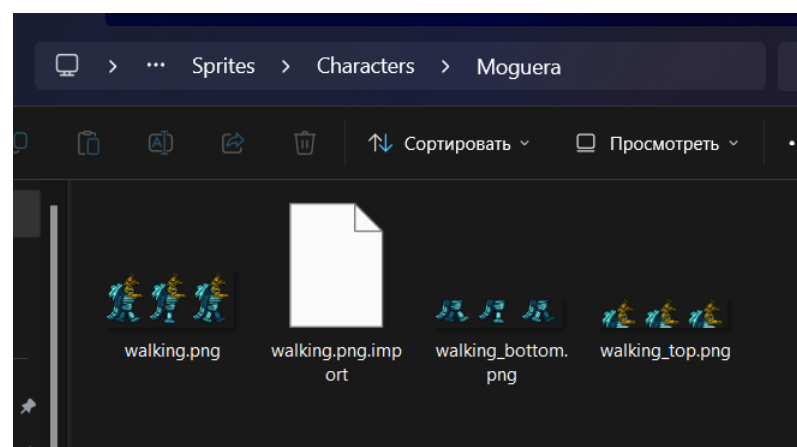 > ... Sprites > Characters > Moguera
Сортировать
Просмотреть
walking.png
walking.png.imp
ort
walking_bottom.
png
walking_top.png